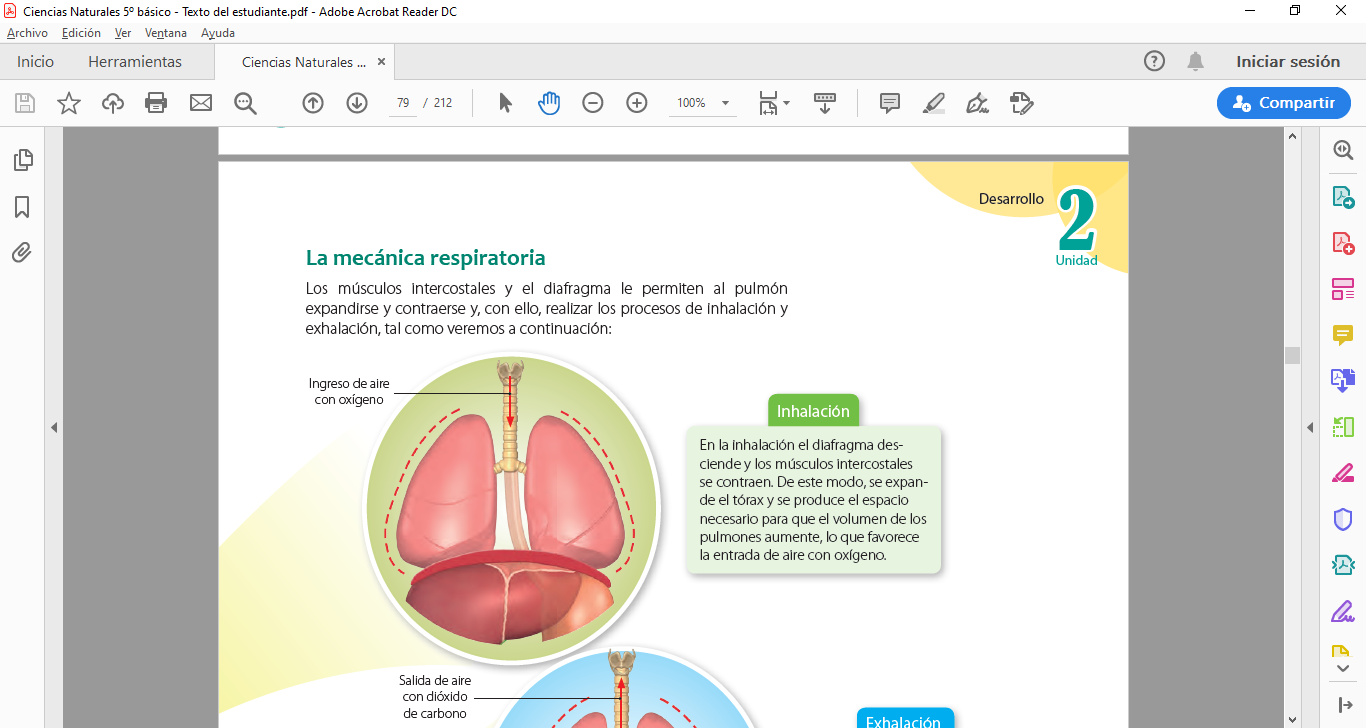 Ciencias Naturales 5º básico - Texto del estudiante.pdf - Adobe Acrobat Reader DC
Archivo Edición Ver Ventana Ayuda
Inicio Herramientas Ciencias Naturales ... × Iniciar sesión
79 / 212 100% Compartir
Desarrollo
2
Unidad
La mecánica respiratoria
Los músculos intercostales y el diafragma le permiten al pulmón
expandirse y contraerse y, con ello, realizar los procesos de inhalación y
exhalación, tal como veremos a continuación:
Ingreso de aire
con oxígeno
Inhalación
En la inhalación el diafragma des-
ciende y los músculos intercostales
se contraen. De este modo, se expan-
de el tórax y se produce el espacio
necesario para que el volumen de los
pulmones aumente, lo que favorece
la entrada de aire con oxígeno.
Salida de aire
con dióxido
de carbono
Exhalación